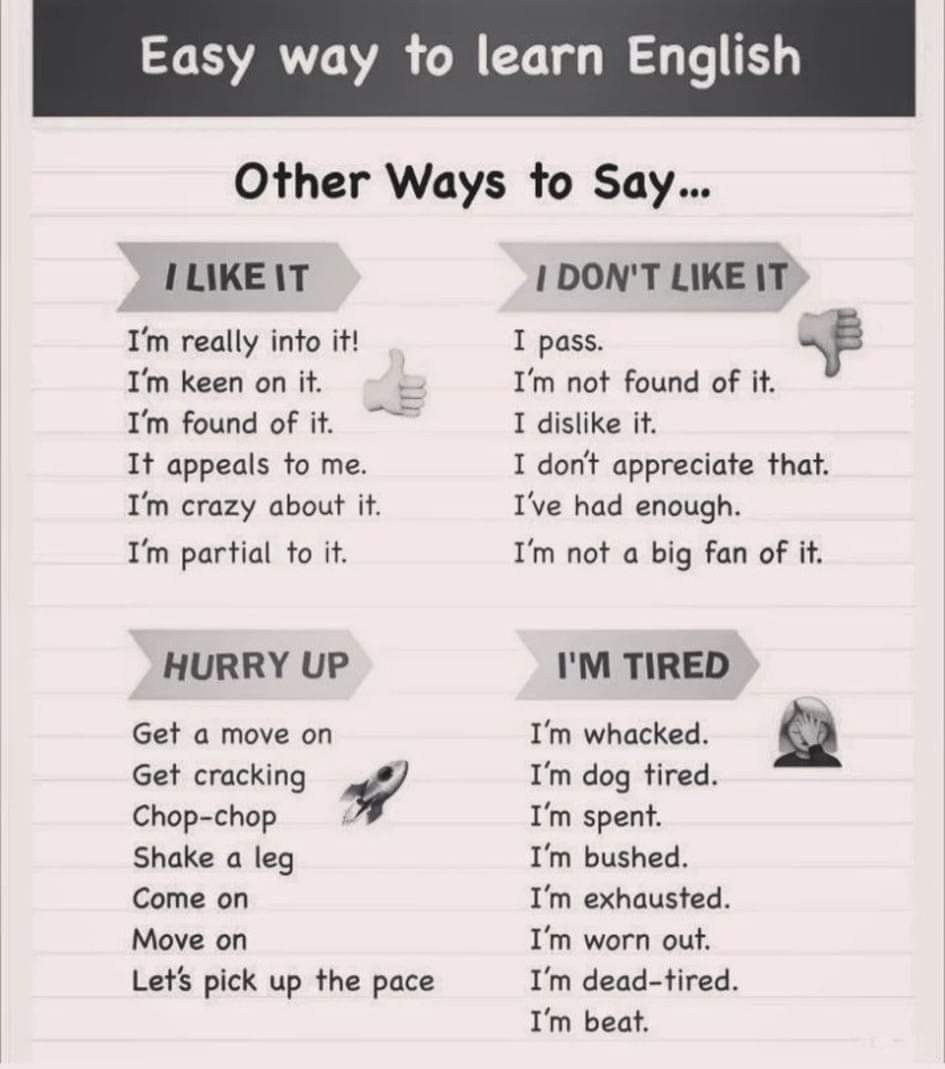 Easy way to learn English
Other Ways to Say...
I LIKE IT
I'm really into it!
I'm keen on it.
I'm found of it.
It appeals to me.
I'm crazy about it.
I'm partial to it.
I DON'T LIKE IT
I pass.
I'm not found of it.
I dislike it.
I don't appreciate that.
I've had enough.
I'm not a big fan of it.
HURRY UP
Get a move on
Get cracking
Chop-chop
Shake a leg
Come on
Move on
Let's pick up the pace
I'M TIRED
I'm whacked.
I'm dog tired.
I'm spent.
I'm bushed.
I'm exhausted.
I'm worn out.
I'm dead-tired.
I'm beat.